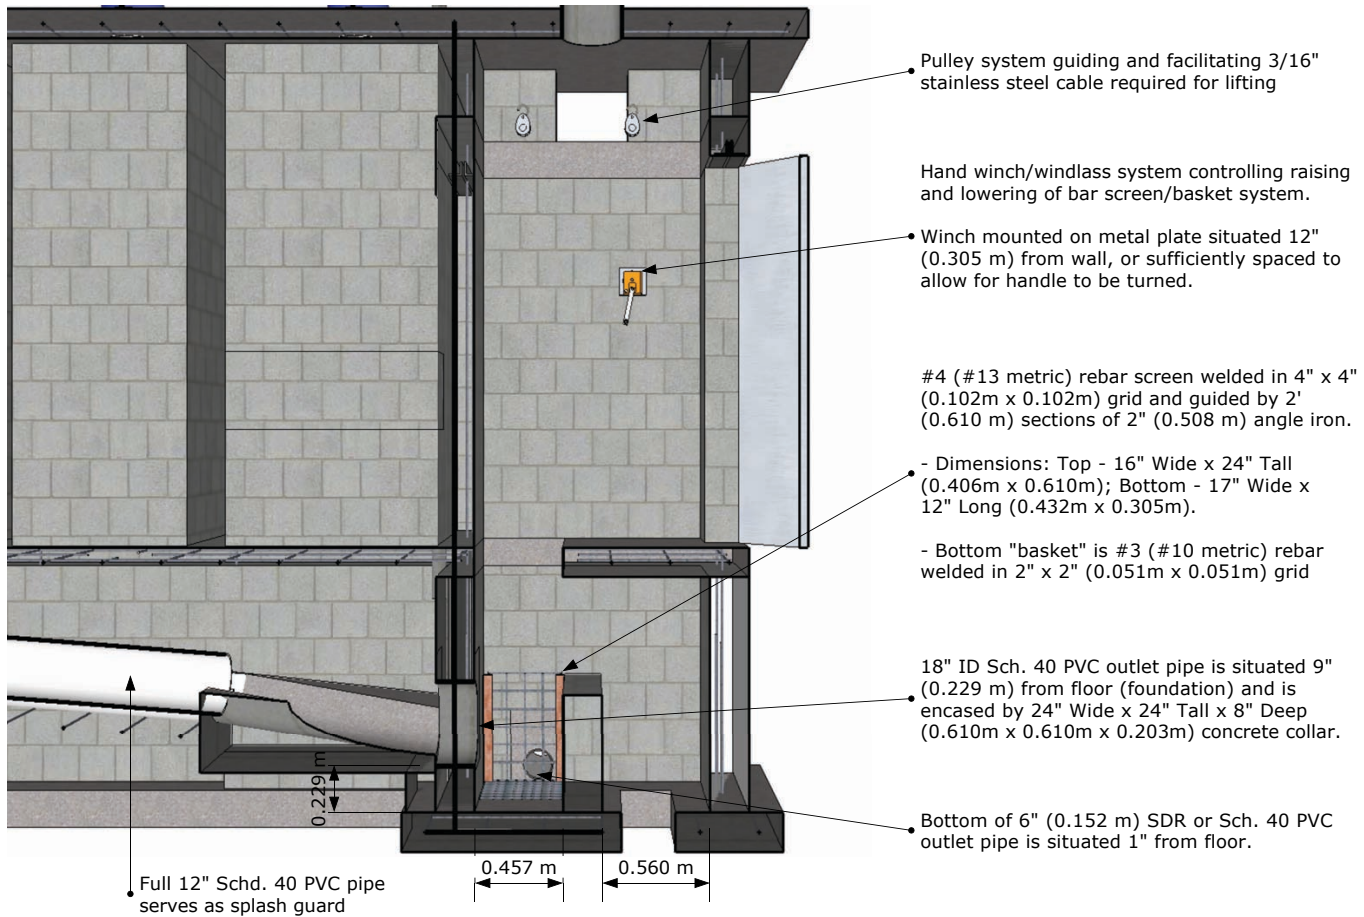 Pulley system guiding and facilitating 3/16"
stainless steel cable required for lifting
Hand winch/windlass system controlling raising
and lowering of bar screen/basket system.
Winch mounted on metal plate situated 12"
(0.305 m) from wall, or sufficiently spaced to
allow for handle to be turned.
#4 (#13 metric) rebar screen welded in 4" x 4"
(0.102m x 0.102m) grid and guided by 2'
(0.610 m) sections of 2" (0.508 m) angle iron.
- Dimensions: Top - 16" Wide x 24" Tall
(0.406m x 0.610m); Bottom - 17" Wide x
12" Long (0.432m x 0.305m).
- Bottom "basket" is #3 (#10 metric) rebar
welded in 2" x 2" (0.051m x 0.051m) grid
18" ID Sch. 40 PVC outlet pipe is situated 9"
(0.229 m) from floor (foundation) and is
encased by 24" Wide x 24" Tall x 8" Deep
(0.610m x 0.610m x 0.203m) concrete collar.
Bottom of 6" (0.152 m) SDR or Sch. 40 PVC
outlet pipe is situated 1" from floor.
0.229 m
0.457 m
0.560 m
Full 12" Schd. 40 PVC pipe
serves as splash guard